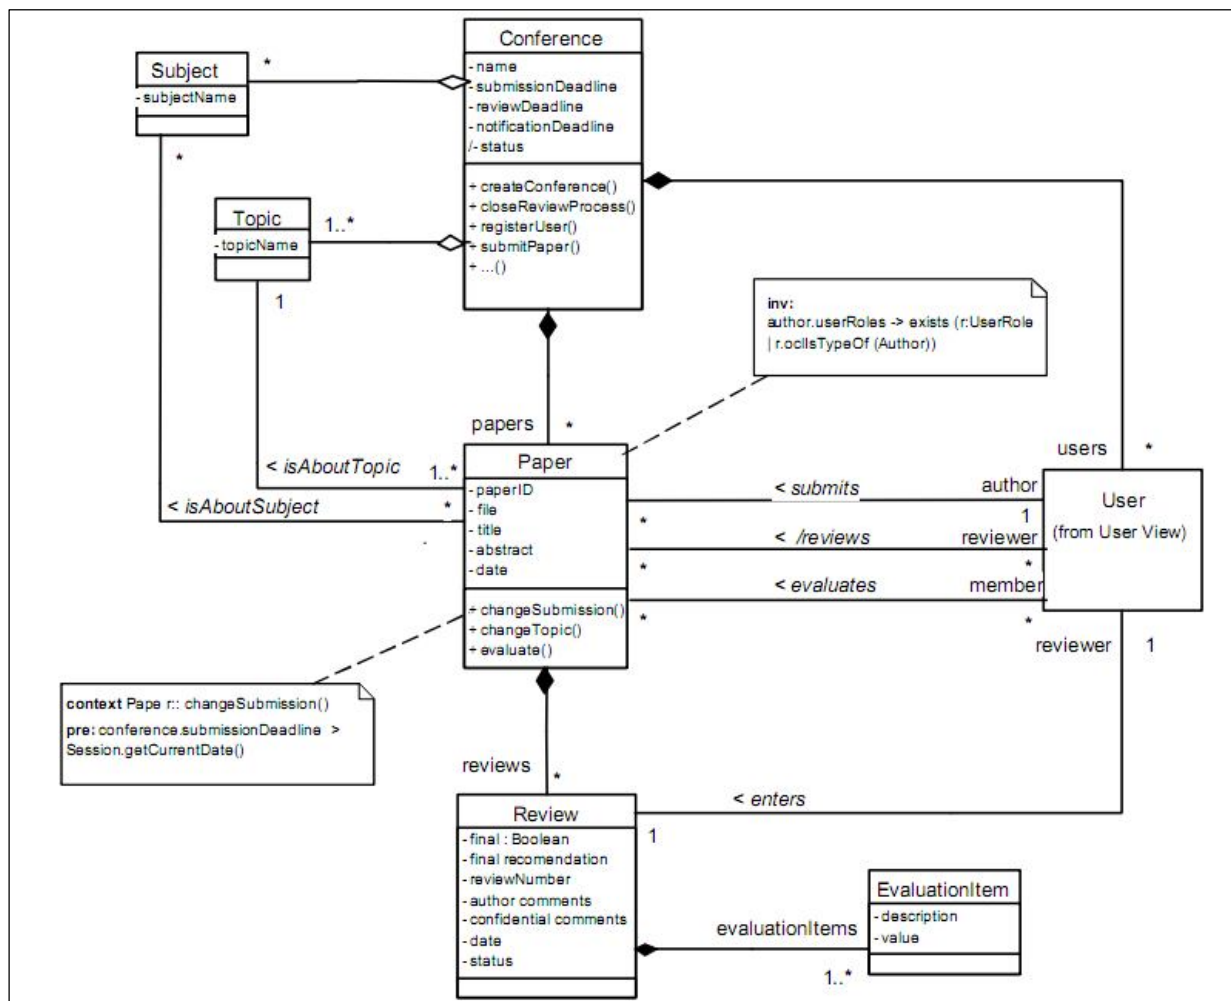 Conference
- name
- submissionDeadline
- reviewDeadline
- notificationDeadline
/- status
+ createConference()
+ closeReviewProcess()
+ registerUser()
+ submitPaper()
+ ...()
Subject
- subjectName
*
*
Topic
- topicName
1..*
1
inv:
author.userRoles -> exists (r:UserRole
| r.oclIsTypeOf (Author))
papers
*
users
*
< isAboutTopic
1..*
< isAboutSubject
*
Paper
- paperID
- file
- title
- abstract
- date
+ changeSubmission()
+ changeTopic()
+ evaluate()
< submits
author
*
1
< /reviews
reviewer
*
*
< evaluates
member
*
*
User
(from User View)
reviewer
1
context Pape r:: changeSubmission()
pre: conference.submissionDeadline >
Session.getCurrentDate()
reviews
*
< enters
1
Review
- final : Boolean
- final recomendation
- reviewNumber
- author comments
- confidential comments
- date
- status
evaluationItems
1..*
EvaluationItem
- description
- value